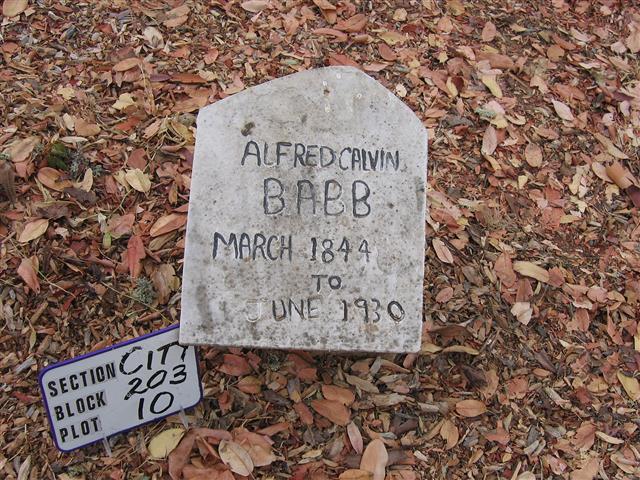 ALFRED CALVIN
BABB
MARCH 1844
TO
JUNE 1930
SECTION CITY
BLOCK 203
PLOT 10